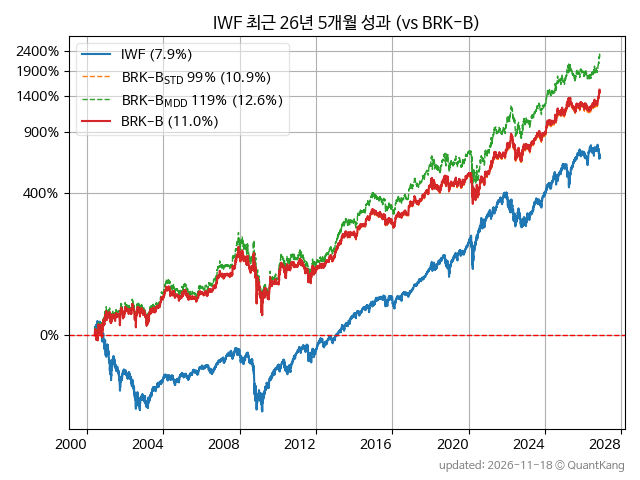 IWF 최근 26년 5개월 성과 (vs BRK-B)
IWF (7.9%)
BRK-B_STD 99% (10.9%)
BRK-B_MDD 119% (12.6%)
BRK-B (11.0%)
2400%
1900%
1400%
900%
400%
0%
2000 2004 2008 2012 2016 2020 2024 2028
updated: 2026-11-18 © QuantKang